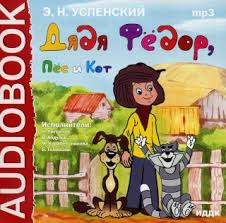 AUDIOBOOK
Э. Н. УСПЕНСКИЙ
mp3
Дядя Фёдор,
Пёс и Кот
Исполнители:
ИДДК